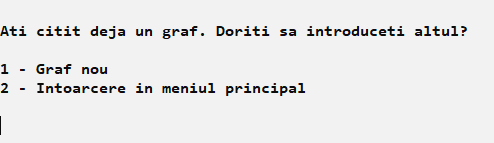 Ati citit deja un graf. Doriti sa introduceti altul?
1 - Graf nou
2 - Intoarcere in meniul principal